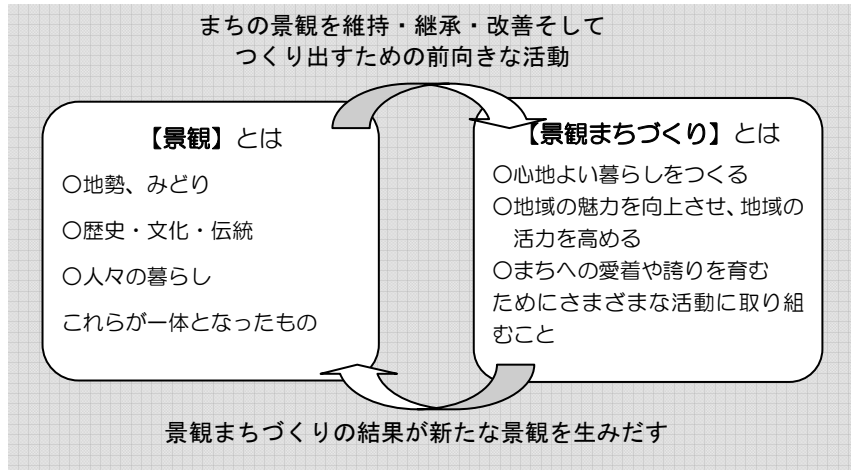 まちの景観を維持・継承・改善そして
つくり出すための前向きな活動
【景観】とは
○地勢、みどり
○歴史・文化・伝統
○人々の暮らし
これらが一体となったもの
【景観まちづくり】とは
○心地よい暮らしをつくる
○地域の魅力を向上させ、地域の
活力を高める
○まちへの愛着や誇りを育む
ためにさまざまな活動に取り組
むこと
景観まちづくりの結果が新たな景観を生みだす